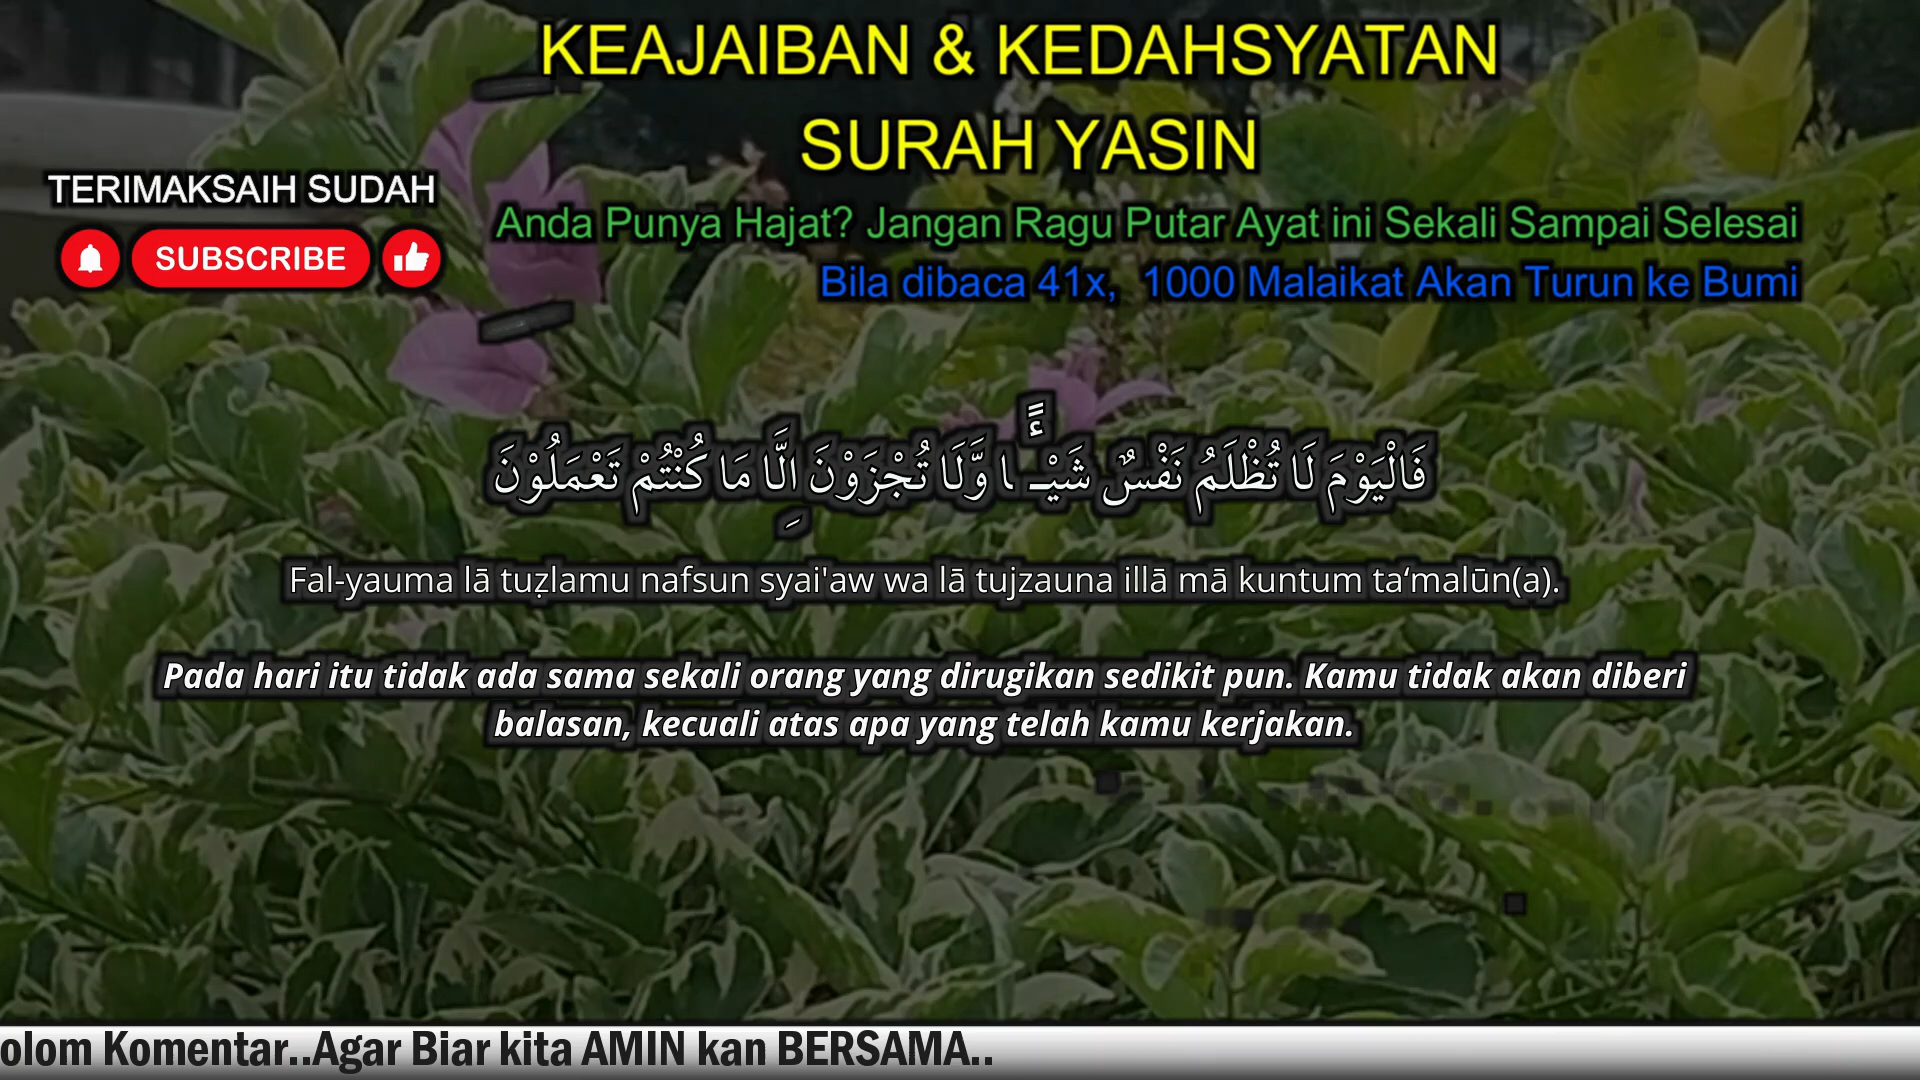 KEAJAIBAN & KEDAHSYATAN
SURAH YASIN
TERIMAKSAIH SUDAH
SUBSCRIBE
Anda Punya Hajat? Jangan Ragu Putar Ayat ini Sekali Sampai Selesai
Bila dibaca 41x, 1000 Malaikat Akan Turun ke Bumi
فَالْيَوْمَ لَا تُظْلَمُ نَفْسٌ شَيْـًٔا وَّلَا تُجْزَوْنَ اِلَّا مَا كُنْتُمْ تَعْمَلُوْنَ
Fal-yauma lā tuẓlamu nafsun syai'aw wa lā tujzauna illā mā kuntum ta‘malūn(a).
Pada hari itu tidak ada sama sekali orang yang dirugikan sedikit pun. Kamu tidak akan diberi
balasan, kecuali atas apa yang telah kamu kerjakan.
olom Komentar..Agar Biar kita AMIN kan BERSAMA..